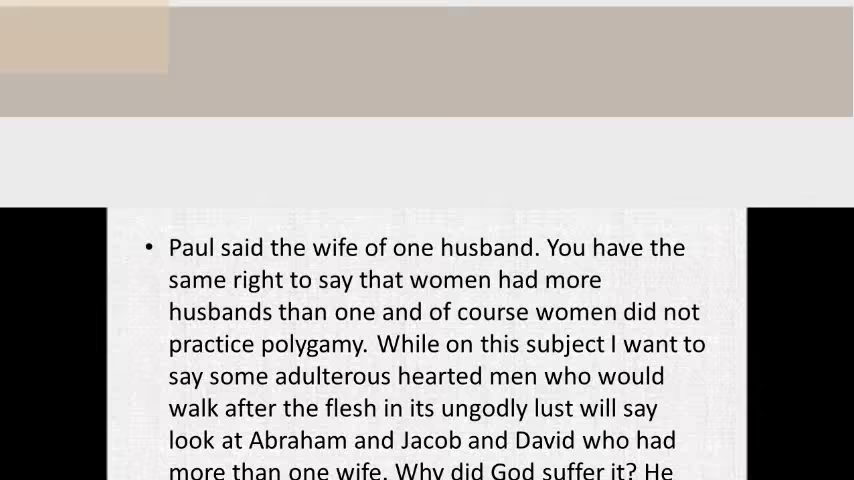 • Paul said the wife of one husband. You have the
same right to say that women had more
husbands than one and of course women did not
practice polygamy. While on this subject I want to
say some adulterous hearted men who would
walk after the flesh in its ungodly lust will say
look at Abraham and Jacob and David who had
more than one wife. Why did God suffer it? He